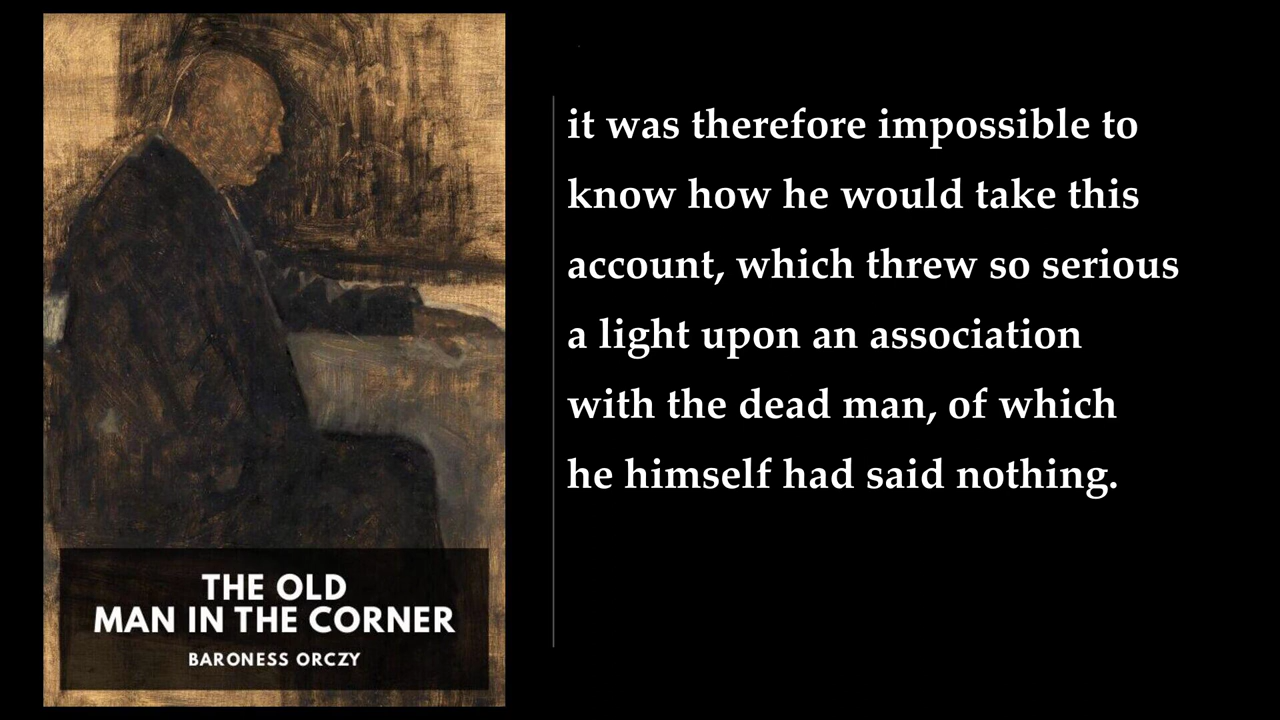 THE OLD
MAN IN THE CORNER
BARONESS ORCZY
it was therefore impossible to
know how he would take this
account, which threw so serious
a light upon an association
with the dead man, of which
he himself had said nothing.